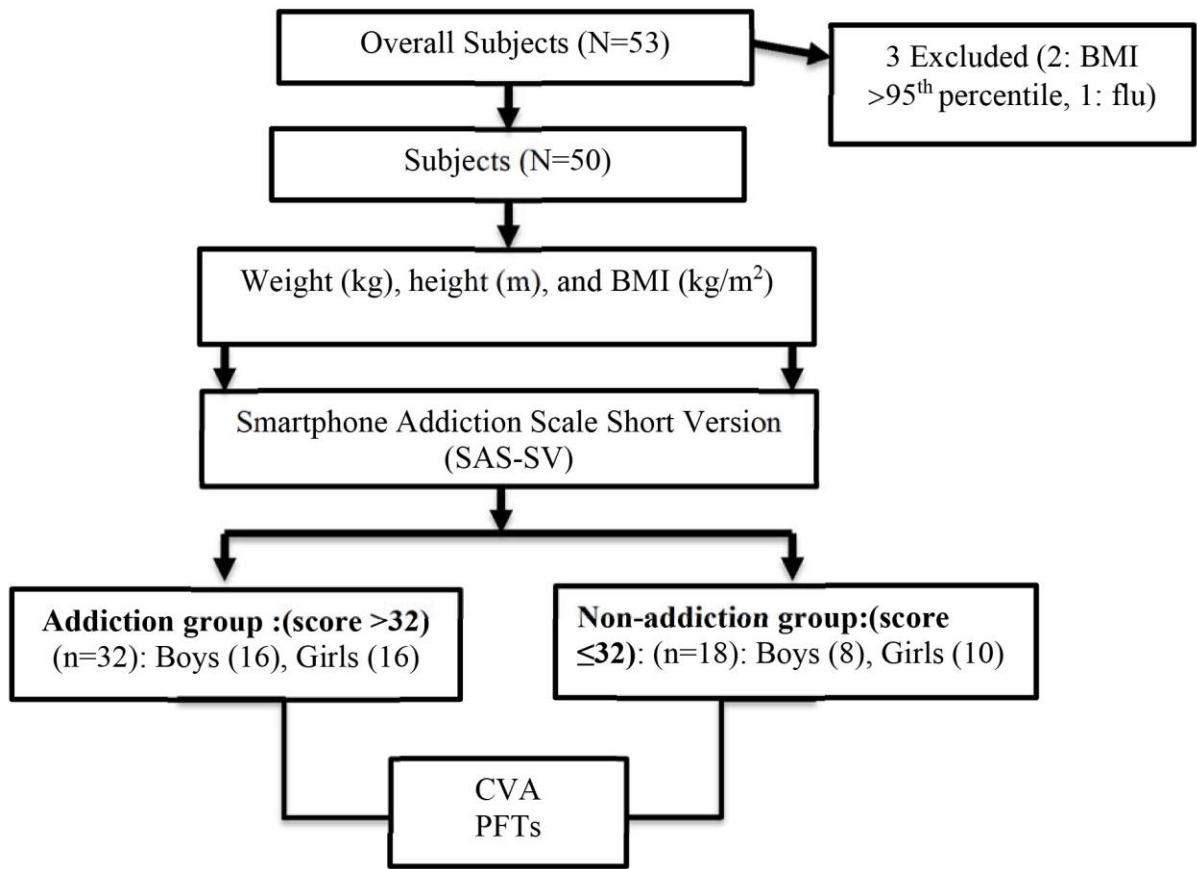 Overall Subjects (N=53)
3 Excluded (2: BMI
>95th percentile, 1: flu)
Subjects (N=50)
Weight (kg), height (m), and BMI (kg/m²)
Smartphone Addiction Scale Short Version
(SAS-SV)
Addiction group :(score >32)
(n=32): Boys (16), Girls (16)
Non-addiction group:(score
≤32): (n=18): Boys (8), Girls (10)
CVA
PFTs